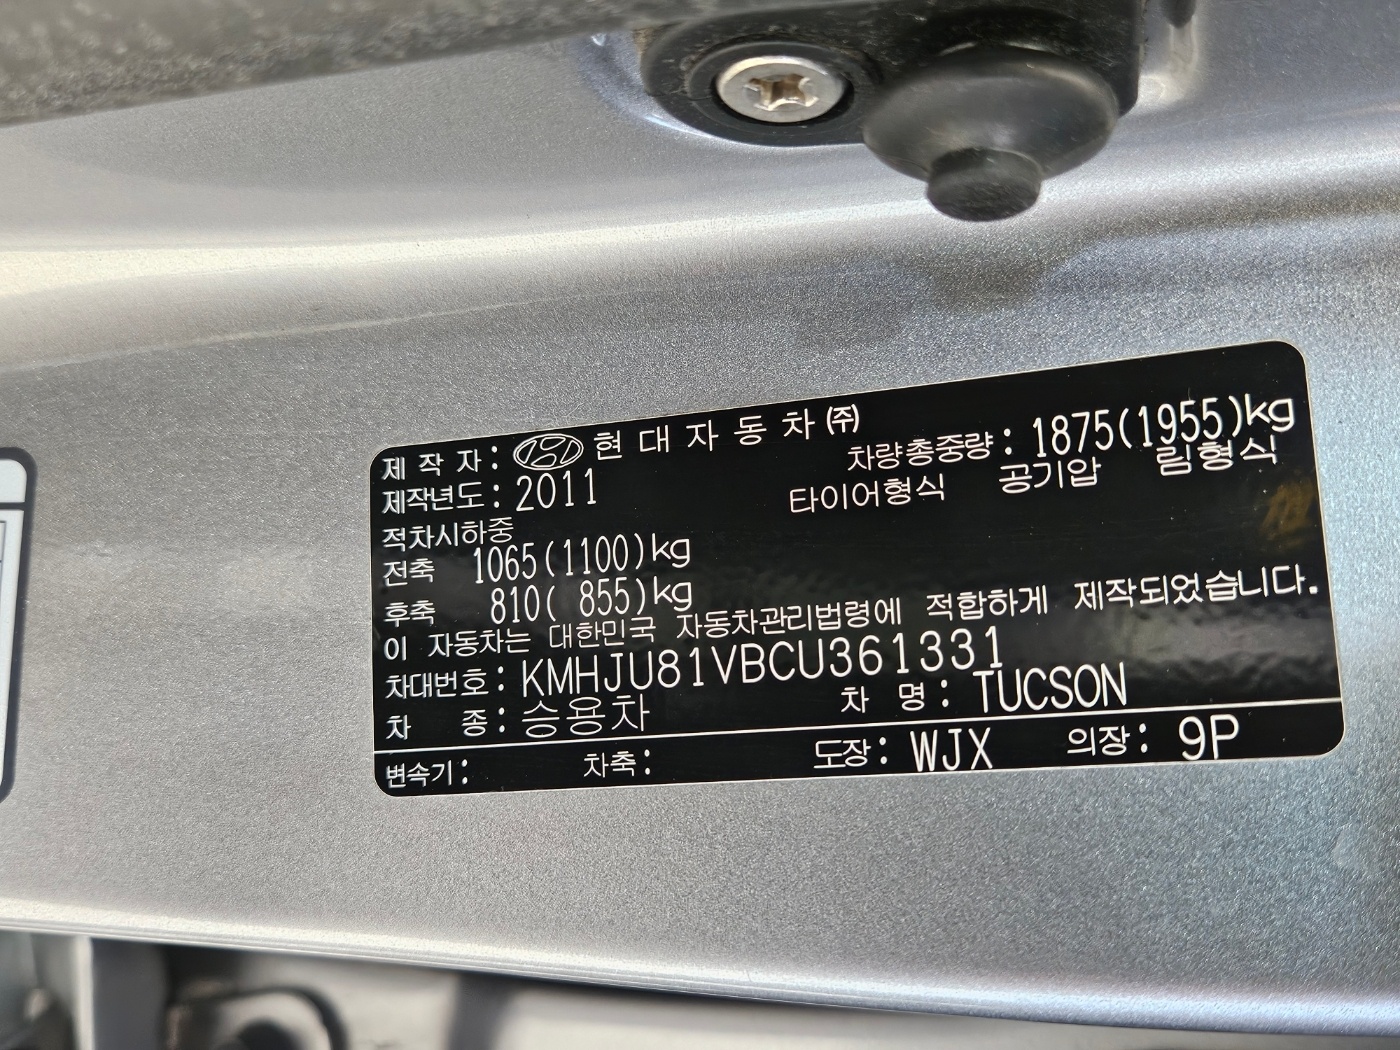 제 작 자 : 현 대 자 동 차 ㈜
차량총중량 : 1875(1955)kg
제작년도 : 2011
타이어형식 공기압 림형식
적차시하중
전축 1065(1100)kg
후축 810( 855)kg
이 자동차는 대한민국 자동차관리법령에 적합하게 제작되었습니다.
차대번호 : KMHJU81VBCU361331
차 종 : 승용차 차 명 : TUCSON
변속기 : 차축 : 도장 : WJX 의장 : 9P